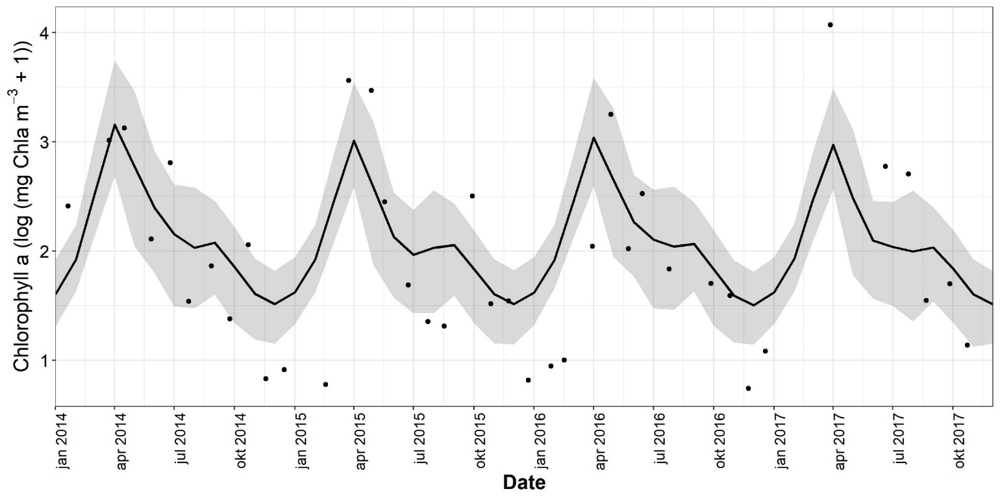 Chlorophyll a (log (mg Chla m⁻³ + 1))
4
3
2
1
jan 2014
apr 2014
jul 2014
okt 2014
jan 2015
apr 2015
jul 2015
okt 2015
jan 2016
apr 2016
jul 2016
okt 2016
jan 2017
apr 2017
jul 2017
okt 2017
Date